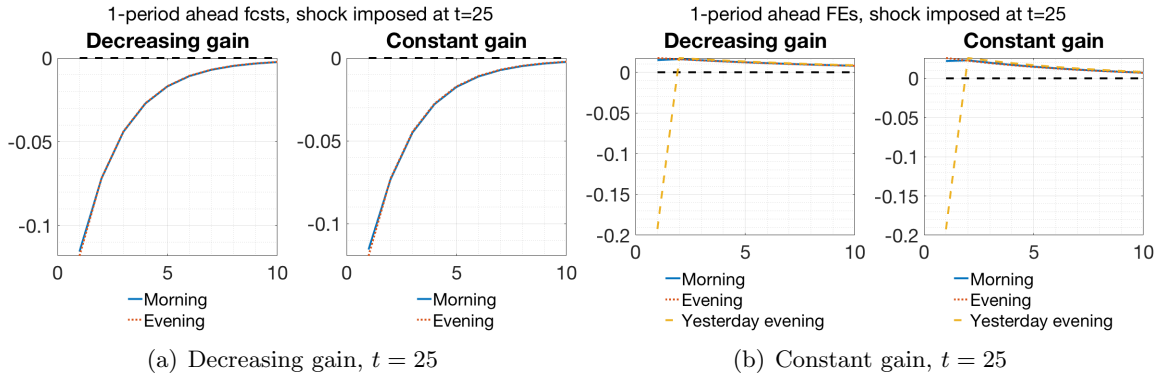 1-period ahead fcsts, shock imposed at t=25
Decreasing gain
Constant gain
0
-0.05
-0.1
0
5
10
0
-0.05
-0.1
0
5
10
Morning
Evening
Morning
Evening
(a) Decreasing gain, t = 25
1-period ahead FEs, shock imposed at t=25
Decreasing gain
Constant gain
0
-0.05
-0.1
-0.15
-0.2
0
5
10
0
-0.05
-0.1
-0.15
-0.2
0
5
10
Morning
Evening
Yesterday evening
Morning
Evening
Yesterday evening
(b) Constant gain, t = 25